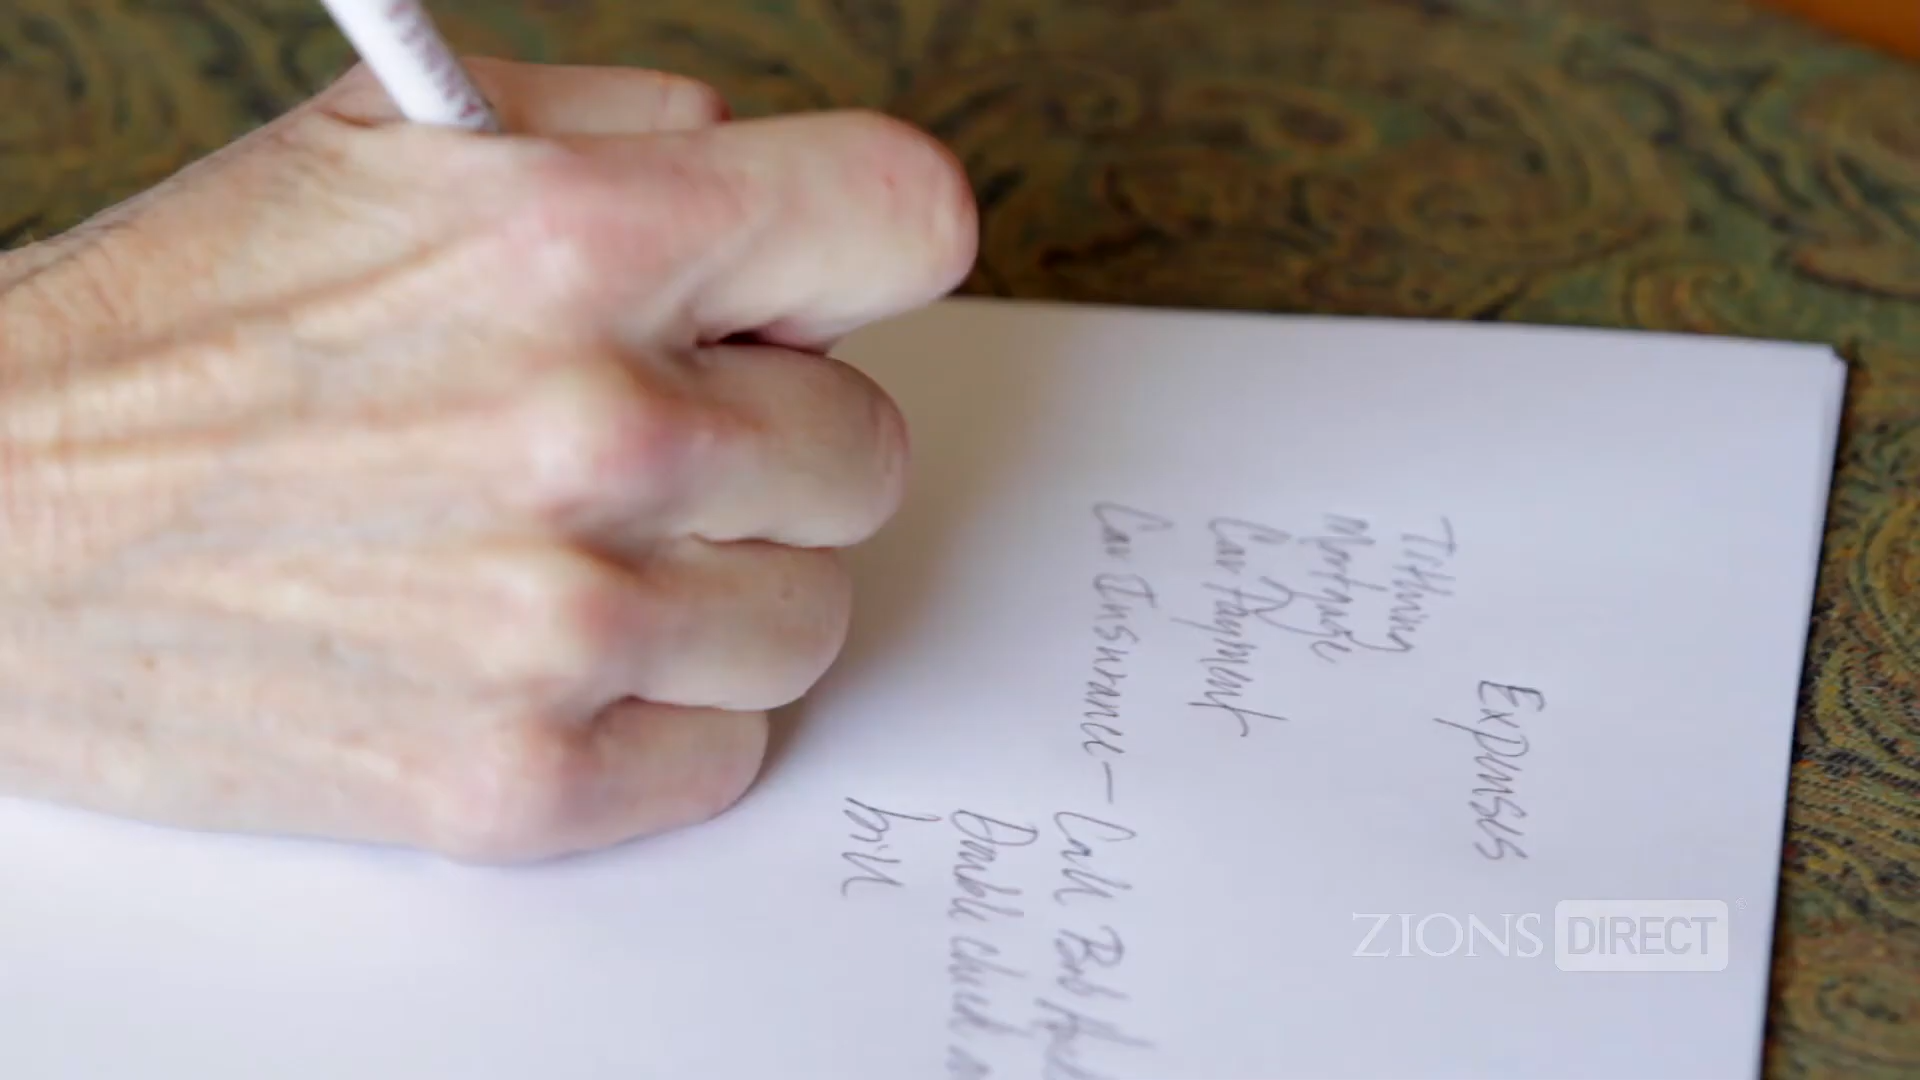 Expenses
Tithing
Mortgage
Car Payment
Car Insurance - Call Bob
Double check
bill
ZIONS DIRECT